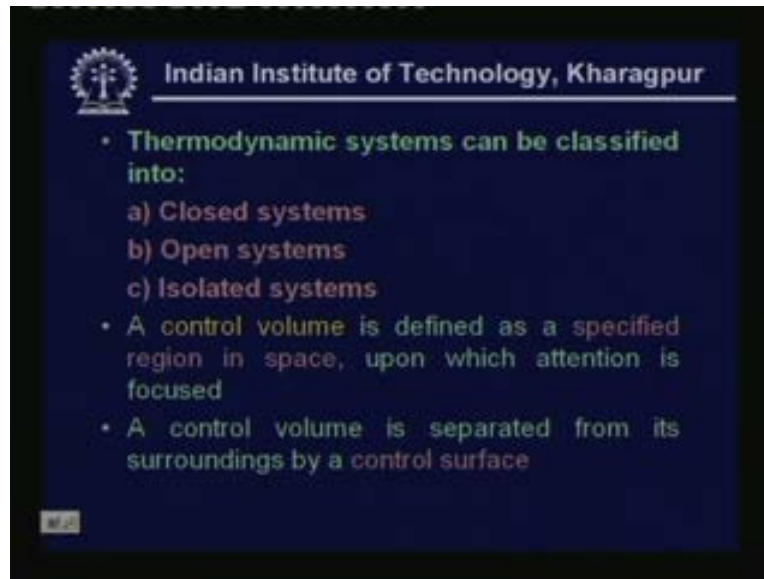 Indian Institute of Technology, Kharagpur
• Thermodynamic systems can be classified
into:
a) Closed systems
b) Open systems
c) Isolated systems
• A control volume is defined as a specified
region in space, upon which attention is
focused
• A control volume is separated from its
surroundings by a control surface